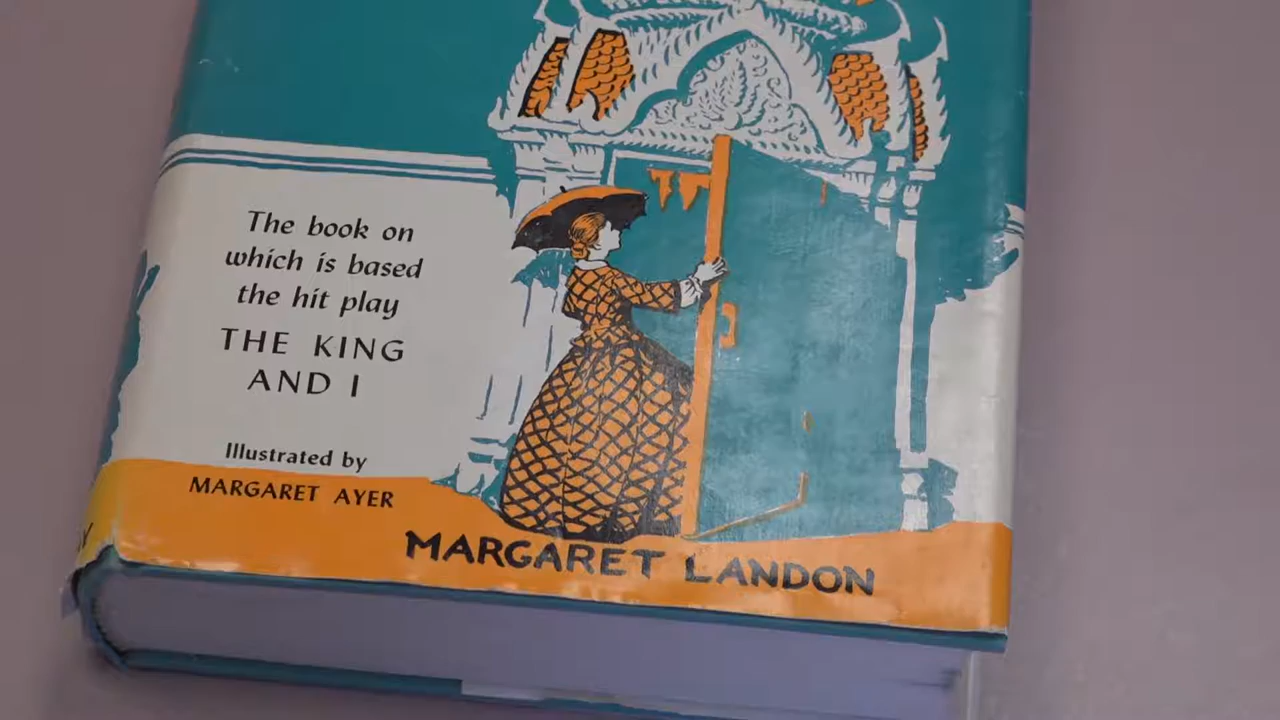 The book on
which is based
the hit play
THE KING
AND I
Illustrated by
MARGARET AYER
MARGARET LANDON